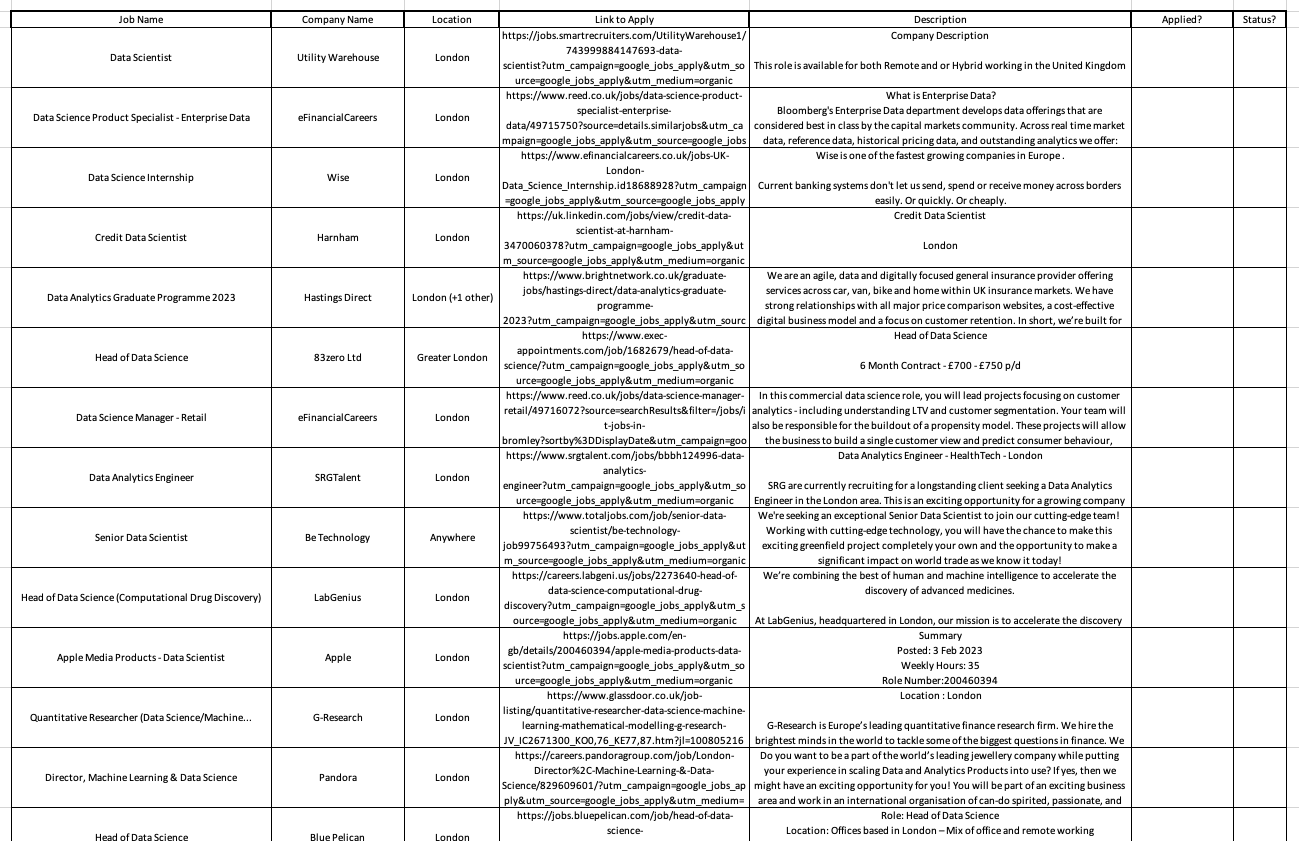 Job Name Company Name Location Link to Apply Description Applied? Status?
Data Scientist
Utility Warehouse
London
https://jobs.smartrecruiters.com/UtilityWarehouse1/
743999884147693-data-
scientist?utm_campaign=google_jobs_apply&utm_so
urce=google_jobs_apply&utm_medium=organic
Company Description
This role is available for both Remote and or Hybrid working in the United Kingdom
Data Science Product Specialist - Enterprise Data
eFinancialCareers
London
https://www.reed.co.uk/jobs/data-science-product-
specialist-enterprise-
data/49715750?source=details.similarjobs&utm_ca
mpaign=google_jobs_apply&utm_source=google_jobs
What is Enterprise Data?
Bloomberg's Enterprise Data department develops data offerings that are
considered best in class by the capital markets community. Across real time market
data, reference data, historical pricing data, and outstanding analytics we offer:
Data Science Internship
Wise
London
https://www.efinancialcareers.co.uk/jobs-UK-
London-
Data_Science_Internship.id18688928?utm_campaign
=google_jobs_apply&utm_source=google_jobs_apply
Wise is one of the fastest growing companies in Europe .
Current banking systems don't let us send, spend or receive money across borders
easily. Or quickly. Or cheaply.
Credit Data Scientist
Harnham
London
https://uk.linkedin.com/jobs/view/credit-data-
scientist-at-harnham-
3470060378?utm_campaign=google_jobs_apply&ut
m_source=google_jobs_apply&utm_medium=organic
Credit Data Scientist
London
Data Analytics Graduate Programme 2023
Hastings Direct
London (+1 other)
https://www.brightnetwork.co.uk/graduate-
jobs/hastings-direct/data-analytics-graduate-
programme-
2023?utm_campaign=google_jobs_apply&utm_sourc
We are an agile, data and digitally focused general insurance provider offering
services across car, van, bike and home within UK insurance markets. We have
strong relationships with all major price comparison websites, a cost-effective
digital business model and a focus on customer retention. In short, we’re built for
Head of Data Science
83zero Ltd
Greater London
https://www.exec-
appointments.com/job/1682679/head-of-data-
science/?utm_campaign=google_jobs_apply&utm_so
urce=google_jobs_apply&utm_medium=organic
Head of Data Science
6 Month Contract - £700 - £750 p/d
Data Science Manager - Retail
eFinancialCareers
London
https://www.reed.co.uk/jobs/data-science-manager-
retail/49716072?source=searchResults&filter=/jobs/i
t-jobs-in-
bromley?sortby%3DDisplayDate&utm_campaign=goo
In this commercial data science role, you will lead projects focusing on customer
analytics - including understanding LTV and customer segmentation. Your team will
also be responsible for the buildout of a propensity model. These projects will allow
the business to build a single customer view and predict consumer behaviour,
Data Analytics Engineer
SRGTalent
London
https://www.srgtalent.com/jobs/bbbh124996-data-
analytics-
engineer?utm_campaign=google_jobs_apply&utm_so
urce=google_jobs_apply&utm_medium=organic
Data Analytics Engineer - HealthTech - London
SRG are currently recruiting for a longstanding client seeking a Data Analytics
Engineer in the London area. This is an exciting opportunity for a growing company
Senior Data Scientist
Be Technology
Anywhere
https://www.totaljobs.com/job/senior-data-
scientist/be-technology-
job99756493?utm_campaign=google_jobs_apply&ut
m_source=google_jobs_apply&utm_medium=organic
We're seeking an exceptional Senior Data Scientist to join our cutting-edge team!
Working with cutting-edge technology, you will have the chance to make this
exciting greenfield project completely your own and the opportunity to make a
significant impact on world trade as we know it today!
Head of Data Science (Computational Drug Discovery)
LabGenius
London
https://careers.labgeni.us/jobs/2273640-head-of-
data-science-computational-drug-
discovery?utm_campaign=google_jobs_apply&utm_s
ource=google_jobs_apply&utm_medium=organic
We’re combining the best of human and machine intelligence to accelerate the
discovery of advanced medicines.
At LabGenius, headquartered in London, our mission is to accelerate the discovery
Apple Media Products - Data Scientist
Apple
London
https://jobs.apple.com/en-
gb/details/200460394/apple-media-products-data-
scientist?utm_campaign=google_jobs_apply&utm_so
urce=google_jobs_apply&utm_medium=organic
Summary
Posted: 3 Feb 2023
Weekly Hours: 35
Role Number:200460394
Quantitative Researcher (Data Science/Machine...
G-Research
London
https://www.glassdoor.co.uk/job-
listing/quantitative-researcher-data-science-machine-
learning-mathematical-modelling-g-research-
JV_IC2671300_KO0,76_KE77,87.htm?jl=100805216
Location : London
G-Research is Europe’s leading quantitative finance research firm. We hire the
brightest minds in the world to tackle some of the biggest questions in finance. We
Director, Machine Learning & Data Science
Pandora
London
https://careers.pandoragroup.com/job/London-
Director%2C-Machine-Learning-&-Data-
Science/829609601/?utm_campaign=google_jobs_ap
ply&utm_source=google_jobs_apply&utm_medium=
Do you want to be a part of the world’s leading jewellery company while putting
your experience in scaling Data and Analytics Products into use? If yes, then we
might have an exciting opportunity for you! You will be part of an exciting business
area and work in an international organisation of can-do spirited, passionate, and
Head of Data Science
Blue Pelican
London
https://jobs.bluepelican.com/job/head-of-data-
science-
Role: Head of Data Science
Location: Offices based in London – Mix of office and remote working